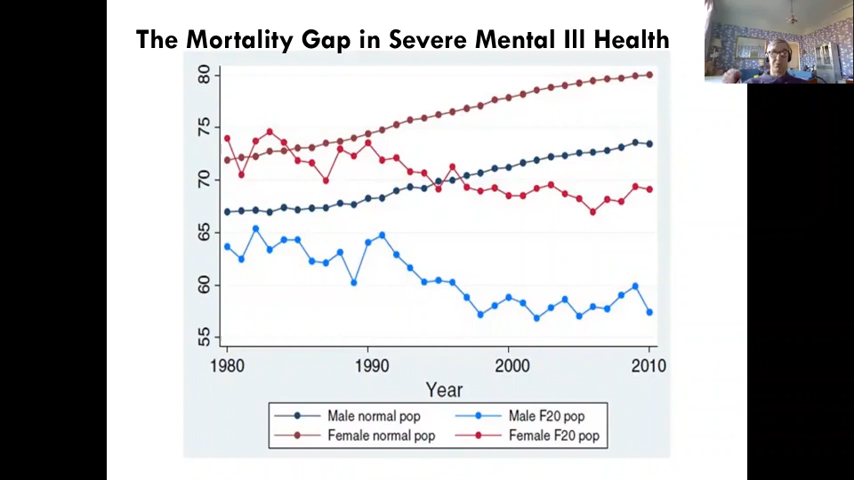 The Mortality Gap in Severe Mental Ill Health
80
75
70
65
60
55
1980 1990 2000 2010
Year
Male normal pop Male F20 pop
Female normal pop Female F20 pop